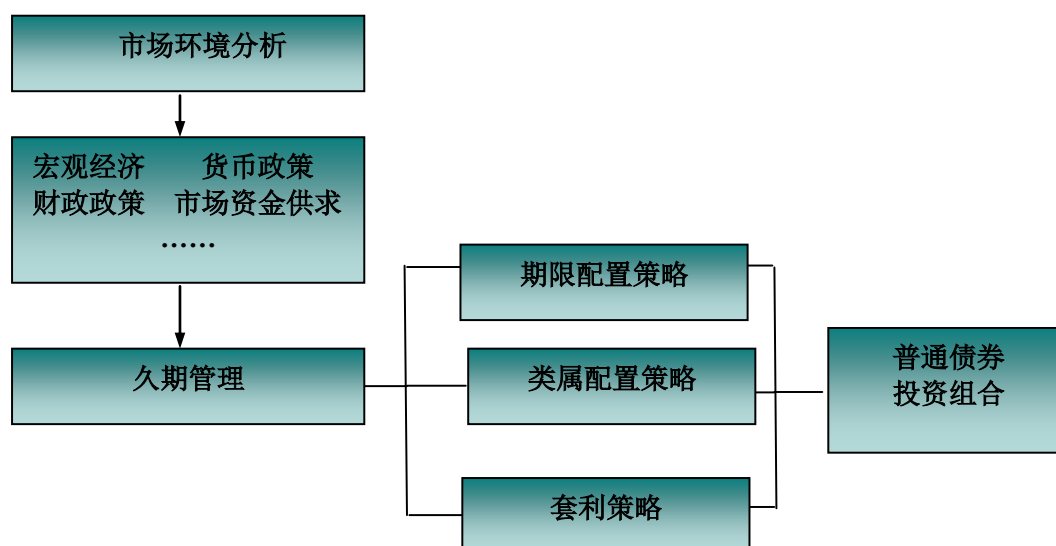 市场环境分析
宏观经济 货币政策
财政政策 市场资金供求
……
期限配置策略
久期管理
类属配置策略
套利策略
普通债券
投资组合